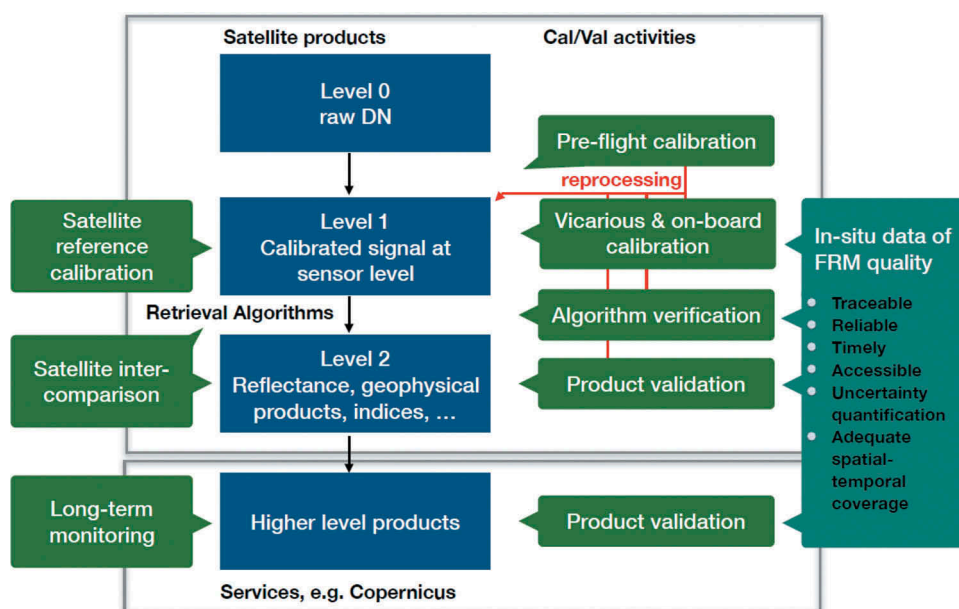 Satellite products
Cal/Val activities
Level 0
raw DN
Pre-flight calibration
reprocessing
Satellite
reference
calibration
Level 1
Calibrated signal at
sensor level
Vicarious & on-board
calibration
In-situ data of
FRM quality
Traceable
Reliable
Timely
Accessible
Uncertainty
quantification
Adequate
spatial-
temporal
coverage
Retrieval Algorithms
Algorithm verification
Satellite inter-
comparison
Level 2
Reflectance, geophysical
products, indices, ...
Product validation
Long-term
monitoring
Higher level products
Product validation
Services, e.g. Copernicus